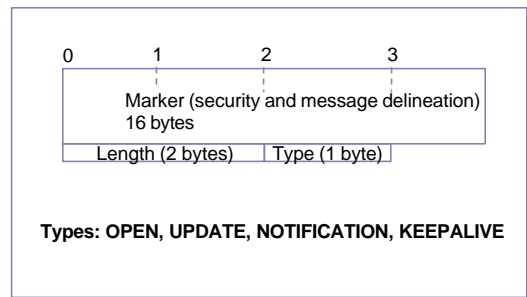 0 1 2 3
Marker (security and message delineation)
16 bytes
Length (2 bytes) Type (1 byte)
Types: OPEN, UPDATE, NOTIFICATION, KEEPALIVE